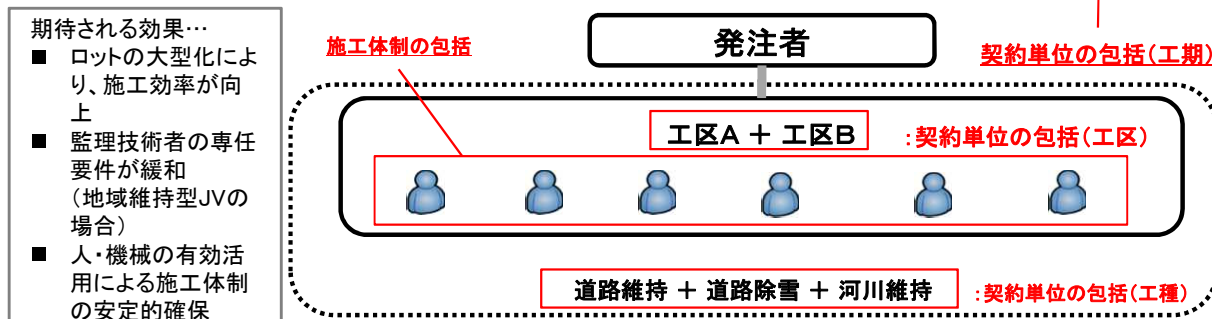 期待される効果…
■ ロットの大型化によ
り、施工効率が向
上
■ 監理技術者の専任
要件が緩和
(地域維持型JVの
場合)
■ 人・機械の有効活
用による施工体制
の安定的確保
施工体制の包括
発注者
契約単位の包括(工期)
工区A + 工区B
:契約単位の包括(工区)
道路維持 + 道路除雪 + 河川維持
:契約単位の包括(工種)